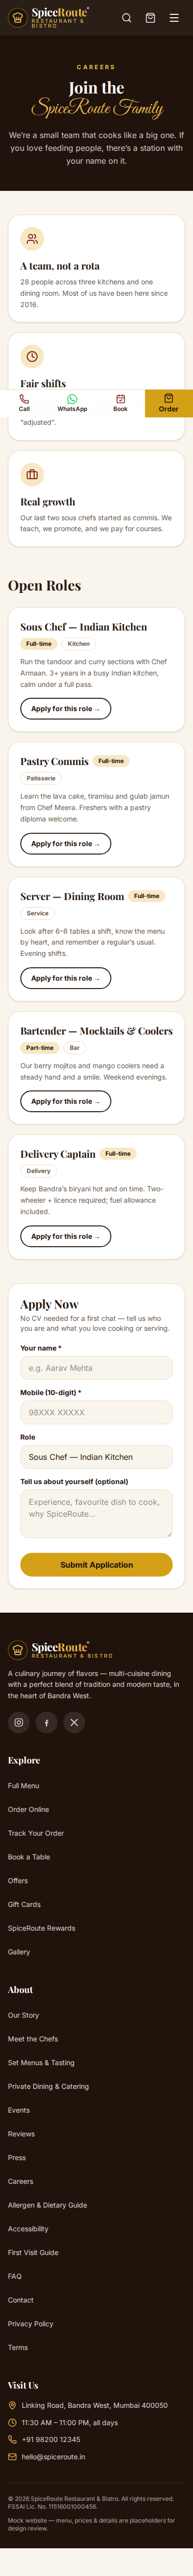 SpiceRoute
RESTAURANT &
BISTRO
CAREERS
Join the
SpiceRoute Family
We're a small team that cooks like a big one. If
you love feeding people, there's a station with
your name on it.
A team, not a rota
28 people across three kitchens and one
dining room. Most of us have been here since
2016.
Fair shifts
Call
WhatsApp
Book
Order
"adjusted".
Real growth
Our last two sous chefs started as commis. We
teach, we promote, and we pay for courses.
Open Roles
Sous Chef — Indian Kitchen
Full-time
Kitchen
Run the tandoor and curry sections with Chef
Armaan. 3+ years in a busy Indian kitchen,
calm under a full pass.
Apply for this role →
Pastry Commis
Full-time
Patisserie
Learn the lava cake, tiramisu and gulab jamun
from Chef Meera. Freshers with a pastry
diploma welcome.
Apply for this role →
Server — Dining Room
Full-time
Service
Look after 6–8 tables a shift, know the menu
by heart, and remember a regular's usual.
Evening shifts.
Apply for this role →
Bartender — Mocktails & Coolers
Part-time
Bar
Our berry mojitos and mango coolers need a
steady hand and a smile. Weekend evenings.
Apply for this role →
Delivery Captain
Full-time
Delivery
Keep Bandra's biryani hot and on time. Two-
wheeler + licence required; fuel allowance
included.
Apply for this role →
Apply Now
No CV needed for a first chat — tell us who
you are and what you love cooking or serving.
Your name *
e.g. Aarav Mehta
Mobile (10-digit) *
98XXX XXXXX
Role
Sous Chef — Indian Kitchen
Tell us about yourself (optional)
Experience, favourite dish to cook,
why SpiceRoute…
Submit Application
SpiceRoute
RESTAURANT & BISTRO
A culinary journey of flavors — multi-cuisine dining
with a perfect blend of tradition and modern taste, in
the heart of Bandra West.
Explore
Full Menu
Order Online
Track Your Order
Book a Table
Offers
Gift Cards
SpiceRoute Rewards
Gallery
About
Our Story
Meet the Chefs
Set Menus & Tasting
Private Dining & Catering
Events
Reviews
Press
Careers
Allergen & Dietary Guide
Accessibility
First Visit Guide
FAQ
Contact
Privacy Policy
Terms
Visit Us
Linking Road, Bandra West, Mumbai 400050
11:30 AM – 11:00 PM, all days
+91 98200 12345
hello@spiceroute.in
© 2026 SpiceRoute Restaurant & Bistro. All rights reserved.
FSSAI Lic. No. 11516001000456.
Mock website — menu, prices & details are placeholders for
design review.